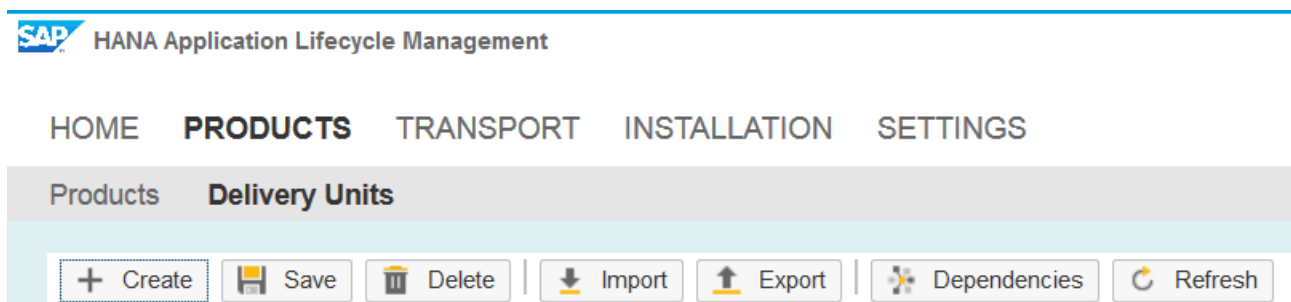 SAP HANA Application Lifecycle Management
HOME PRODUCTS TRANSPORT INSTALLATION SETTINGS
Products Delivery Units
Create Save Delete Import Export Dependencies Refresh